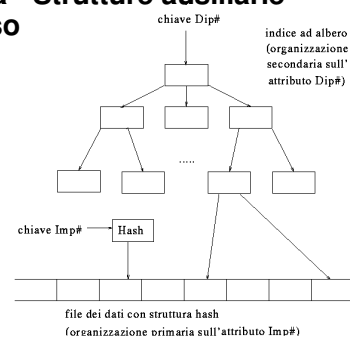 Strutture ausiliarie
so
chiave Dip#
indice ad albero
(organizzazione
secondaria sull'
attributo Dip#)
.....
chiave Imp#
Hash
file dei dati con struttura hash
(organizzazione primaria sull'attributo Imp#)